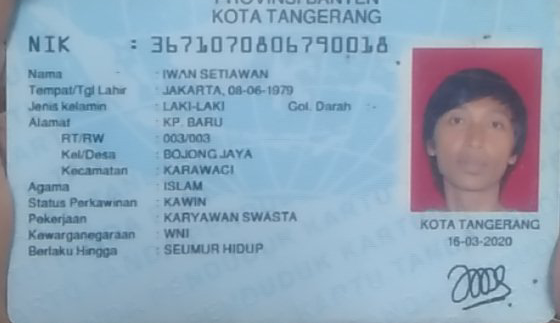 PROVINSI BANTEN
KOTA TANGERANG
NIK : 3671070806790018
Nama : IWAN SETIAWAN
Tempat/Tgl Lahir : JAKARTA, 08-06-1979
Jenis kelamin : LAKI-LAKI Gol. Darah : -
Alamat : KP. BARU
RT/RW : 003/003
Kel/Desa : BOJONG JAYA
Kecamatan : KARAWACI
Agama : ISLAM
Status Perkawinan : KAWIN
Pekerjaan : KARYAWAN SWASTA
Kewarganegaraan : WNI
Berlaku Hingga : SEUMUR HIDUP
KOTA TANGERANG
16-03-2020